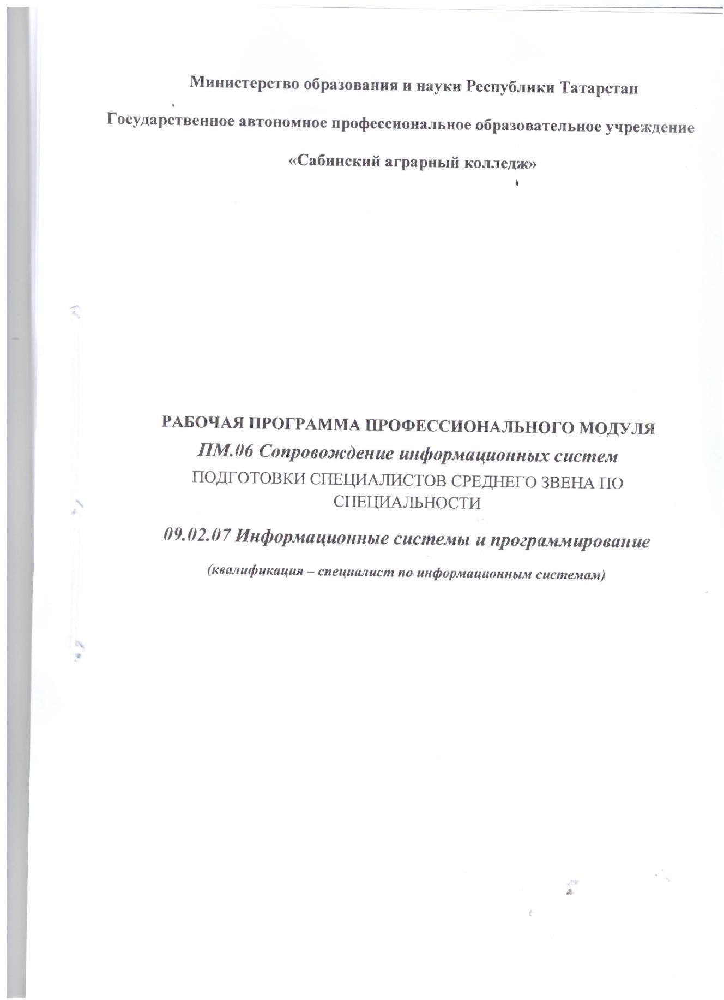 Министерство образования и науки Республики Татарстан
Государственное автономное профессиональное образовательное учреждение
«Сабинский аграрный колледж»
РАБОЧАЯ ПРОГРАММА ПРОФЕССИОНАЛЬНОГО МОДУЛЯ
ПМ.06 Сопровождение информационных систем
ПОДГОТОВКИ СПЕЦИАЛИСТОВ СРЕДНЕГО ЗВЕНА ПО
СПЕЦИАЛЬНОСТИ
09.02.07 Информационные системы и программирование
(квалификация – специалист по информационным системам)